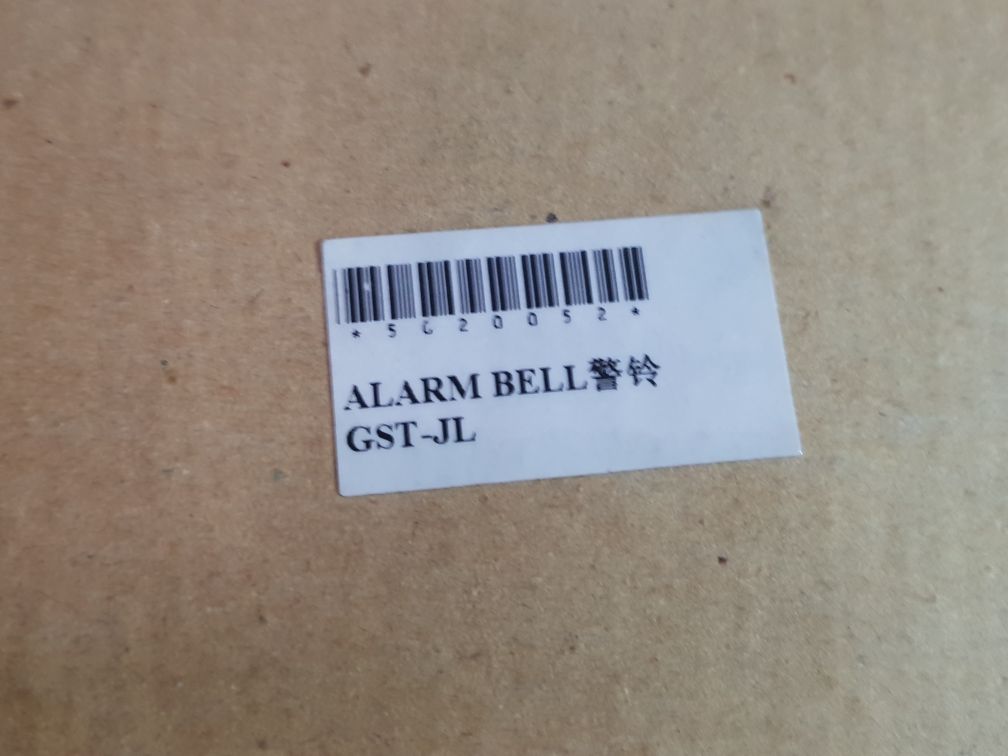 *5620052*
ALARM BELL警铃
GST-JL